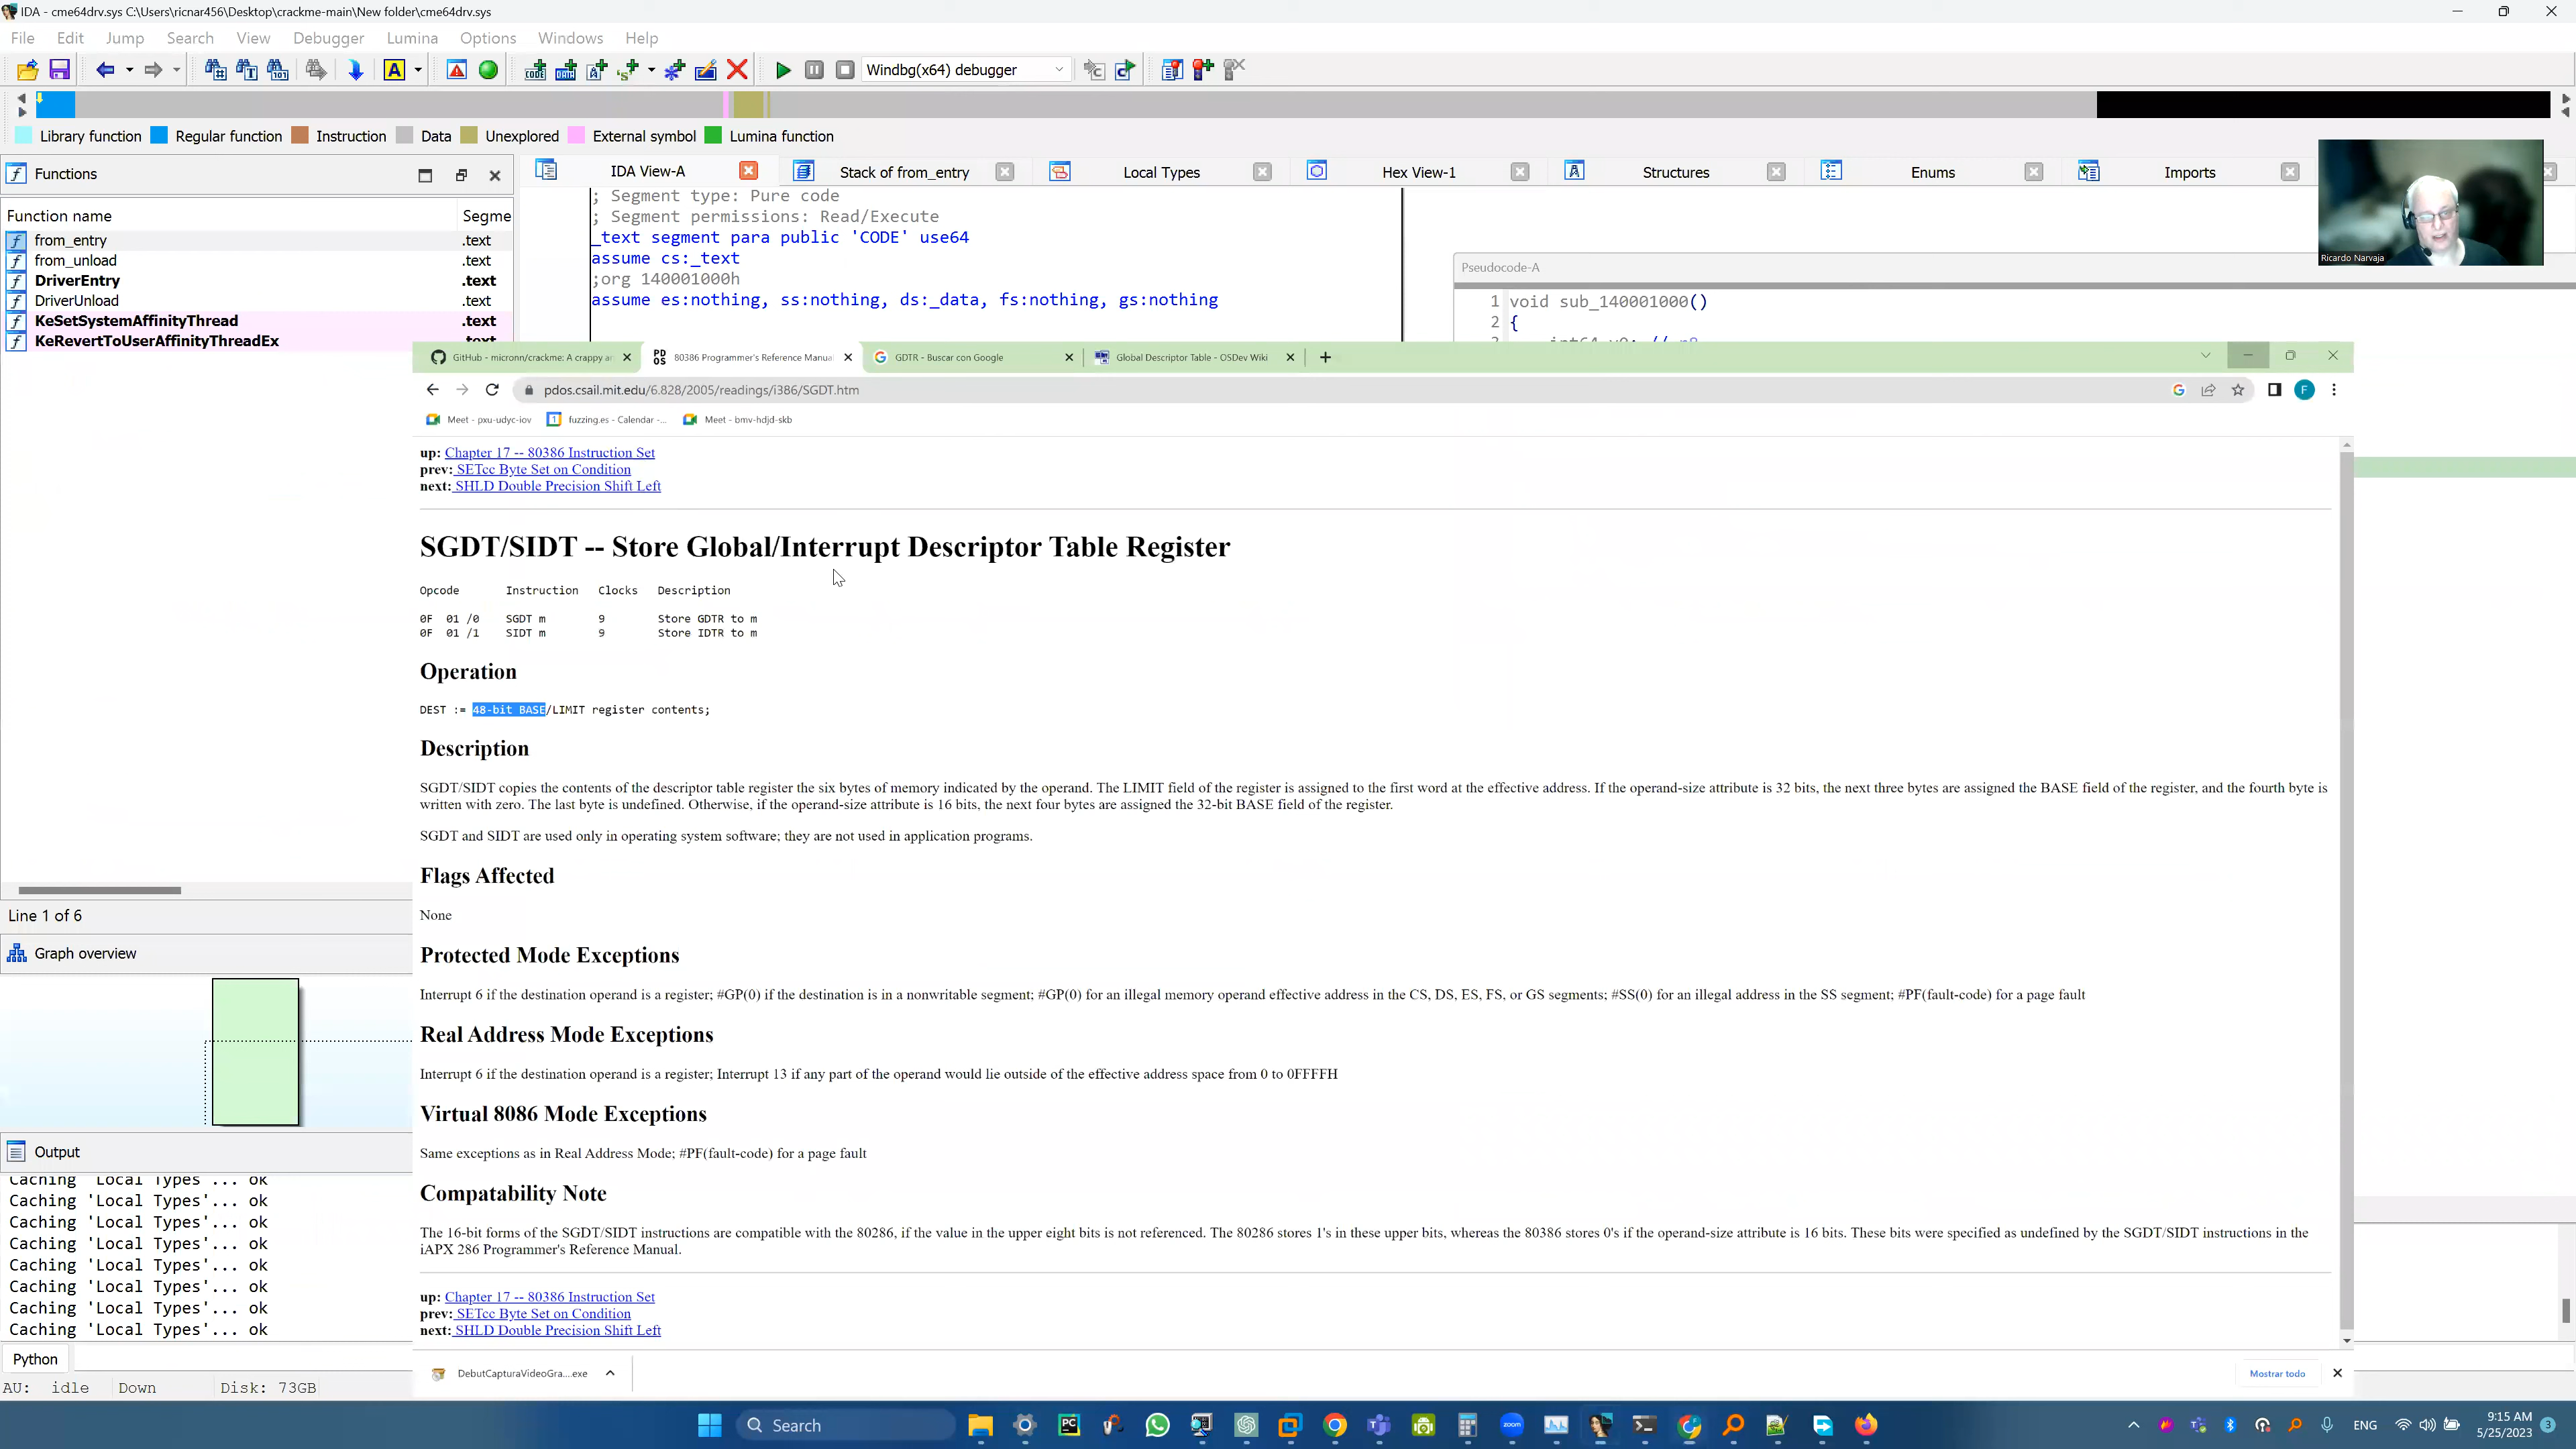 IDA - cme64drv.sys C:\Users\ricnar456\Desktop\crackme-main\New folder\cme64drv.sys
File Edit Jump Search View Debugger Lumina Options Windows Help
Windbg(x64) debugger
Library function Regular function Instruction Data Unexplored External symbol Lumina function
Functions
IDA View-A Stack of from_entry Local Types Hex View-1 Structures Enums Imports
Function name Segme
from_entry .text
from_unload .text
DriverEntry .text
DriverUnload .text
KeSetSystemAffinityThread .text
KeRevertToUserAffinityThreadEx .text
; Segment type: Pure code
; Segment permissions: Read/Execute
_text segment para public 'CODE' use64
assume cs:_text
;org 140001000h
assume es:nothing, ss:nothing, ds:_data, fs:nothing, gs:nothing
Pseudocode-A
1 void sub_140001000()
2 {
Ricardo Narvaja
GitHub - micronn/crackme: A crappy an
80386 Programmer's Reference Manua
GDTR - Buscar con Google
Global Descriptor Table - OSDev Wiki
pdos.csail.mit.edu/6.828/2005/readings/i386/SGDT.htm
Meet - pxu-udyc-iov fuzzing.es - Calendar -... Meet - bmv-hdjd-skb
up: Chapter 17 -- 80386 Instruction Set
prev: SETcc Byte Set on Condition
next: SHLD Double Precision Shift Left
SGDT/SIDT -- Store Global/Interrupt Descriptor Table Register
Opcode Instruction Clocks Description
0F 01 /0 SGDT m 9 Store GDTR to m
0F 01 /1 SIDT m 9 Store IDTR to m
Operation
DEST := 48-bit BASE/LIMIT register contents;
Description
SGDT/SIDT copies the contents of the descriptor table register the six bytes of memory indicated by the operand. The LIMIT field of the register is assigned to the first word at the effective address. If the operand-size attribute is 32 bits, the next three bytes are assigned the BASE field of the register, and the fourth byte is
written with zero. The last byte is undefined. Otherwise, if the operand-size attribute is 16 bits, the next four bytes are assigned the 32-bit BASE field of the register.
SGDT and SIDT are used only in operating system software; they are not used in application programs.
Flags Affected
None
Protected Mode Exceptions
Interrupt 6 if the destination operand is a register; #GP(0) if the destination is in a nonwritable segment; #GP(0) for an illegal memory operand effective address in the CS, DS, ES, FS, or GS segments; #SS(0) for an illegal address in the SS segment; #PF(fault-code) for a page fault
Real Address Mode Exceptions
Interrupt 6 if the destination operand is a register; Interrupt 13 if any part of the operand would lie outside of the effective address space from 0 to 0FFFFH
Virtual 8086 Mode Exceptions
Same exceptions as in Real Address Mode; #PF(fault-code) for a page fault
Compatability Note
The 16-bit forms of the SGDT/SIDT instructions are compatible with the 80286, if the value in the upper eight bits is not referenced. The 80286 stores 1's in these upper bits, whereas the 80386 stores 0's if the operand-size attribute is 16 bits. These bits were specified as undefined by the SGDT/SIDT instructions in the
iAPX 286 Programmer's Reference Manual.
up: Chapter 17 -- 80386 Instruction Set
prev: SETcc Byte Set on Condition
next: SHLD Double Precision Shift Left
Line 1 of 6
Graph overview
Output
Caching 'Local Types'... ok
Caching 'Local Types'... ok
Caching 'Local Types'... ok
Caching 'Local Types'... ok
Caching 'Local Types'... ok
Caching 'Local Types'... ok
Caching 'Local Types'... ok
Caching 'Local Types'... ok
Python
AU: idle Down Disk: 73GB
DebutCapturaVideoGra....exe
Mostrar todo
Search
ENG
9:15 AM
5/25/2023
3